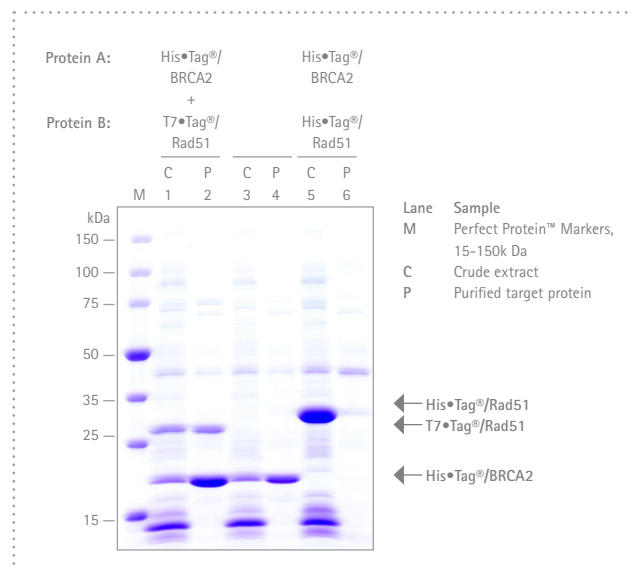 Protein A: His•Tag®/ His•Tag®/
BRCA2 BRCA2
+
Protein B: T7•Tag®/ His•Tag®/
Rad51 Rad51
C P C P C P
M 1 2 3 4 5 6
kDa
150
100
75
50
35
25
15
Lane Sample
M Perfect Protein™ Markers,
15-150k Da
C Crude extract
P Purified target protein
His•Tag®/Rad51
T7•Tag®/Rad51
His•Tag®/BRCA2